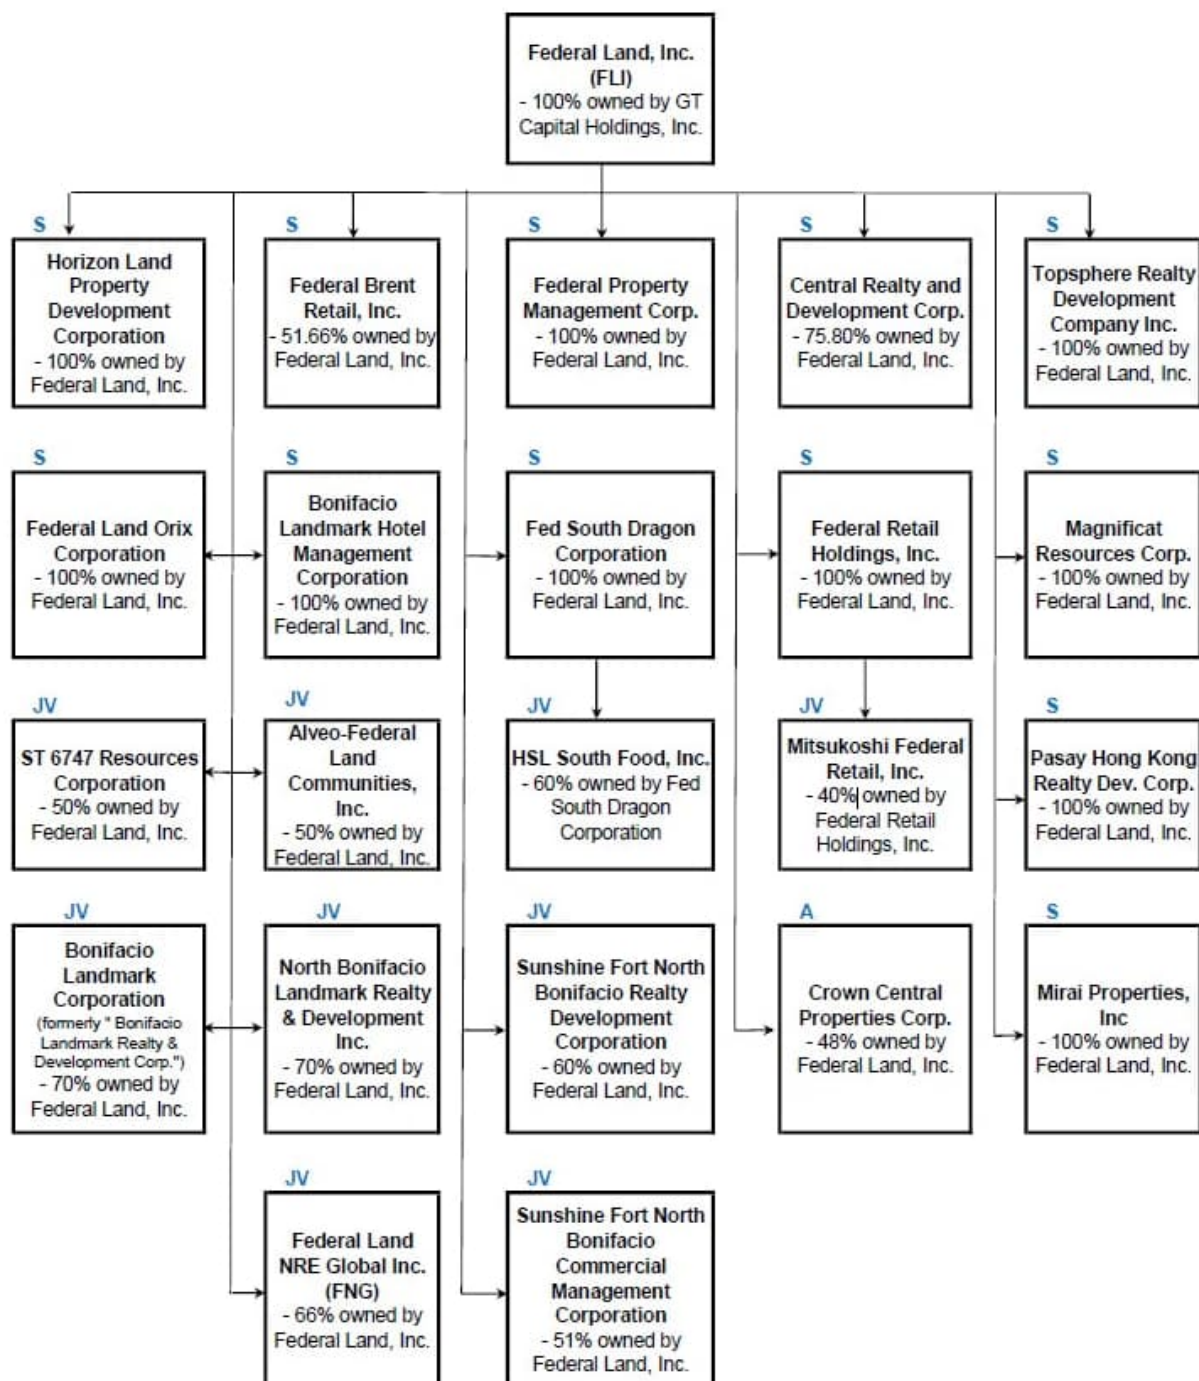 Federal Land, Inc.
(FLI)
- 100% owned by GT
Capital Holdings, Inc.
S
Horizon Land
Property
Development
Corporation
- 100% owned by
Federal Land, Inc.
S
Federal Brent
Retail, Inc.
- 51.66% owned by
Federal Land, Inc.
S
Federal Property
Management Corp.
- 100% owned by
Federal Land, Inc.
S
Central Realty and
Development Corp.
- 75.80% owned by
Federal Land, Inc.
S
Topsphere Realty
Development
Company Inc.
- 100% owned by
Federal Land, Inc.
S
Federal Land Orix
Corporation
- 100% owned by
Federal Land, Inc.
S
Bonifacio
Landmark Hotel
Management
Corporation
- 100% owned by
Federal Land, Inc.
S
Fed South Dragon
Corporation
- 100% owned by
Federal Land, Inc.
S
Federal Retail
Holdings, Inc.
- 100% owned by
Federal Land, Inc.
S
Magnificat
Resources Corp.
- 100% owned by
Federal Land, Inc.
JV
ST 6747 Resources
Corporation
- 50% owned by
Federal Land, Inc.
JV
Alveo-Federal
Land
Communities,
Inc.
- 50% owned by
Federal Land, Inc.
JV
HSL South Food, Inc.
- 60% owned by Fed
South Dragon
Corporation
JV
Mitsukoshi Federal
Retail, Inc.
- 40% owned by
Federal Retail
Holdings, Inc.
S
Pasay Hong Kong
Realty Dev. Corp.
- 100% owned by
Federal Land, Inc.
JV
Bonifacio
Landmark
Corporation
(formerly " Bonifacio
Landmark Realty &
Development Corp.")
- 70% owned by
Federal Land, Inc.
JV
North Bonifacio
Landmark Realty
& Development
Inc.
- 70% owned by
Federal Land, Inc.
JV
Sunshine Fort North
Bonifacio Realty
Development
Corporation
- 60% owned by
Federal Land, Inc.
A
Crown Central
Properties Corp.
- 48% owned by
Federal Land, Inc.
S
Mirai Properties,
Inc
- 100% owned by
Federal Land, Inc.
JV
Federal Land
NRE Global Inc.
(FNG)
- 66% owned by
Federal Land, Inc.
JV
Sunshine Fort North
Bonifacio
Commercial
Management
Corporation
- 51% owned by
Federal Land, Inc.